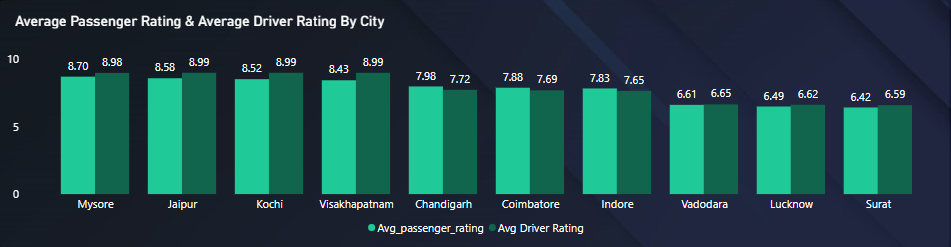 Average Passenger Rating & Average Driver Rating By City
10
8.70 8.98 8.58 8.99 8.52 8.99 8.43 8.99 7.98 7.72 7.88 7.69 7.83 7.65 6.61 6.65 6.49 6.62 6.42 6.59
5
0
Mysore Jaipur Kochi Visakhapatnam Chandigarh Coimbatore Indore Vadodara Lucknow Surat
Avg_passenger_rating Avg Driver Rating